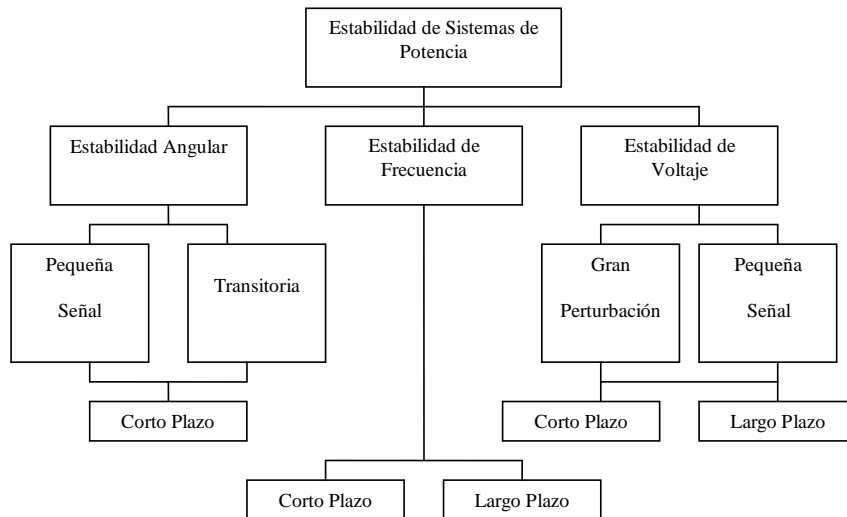 Estabilidad de Sistemas de
Potencia
Estabilidad Angular
Estabilidad de
Frecuencia
Estabilidad de
Voltaje
Pequeña
Señal
Transitoria
Gran
Perturbación
Pequeña
Señal
Corto Plazo
Corto Plazo
Largo Plazo
Corto Plazo
Largo Plazo